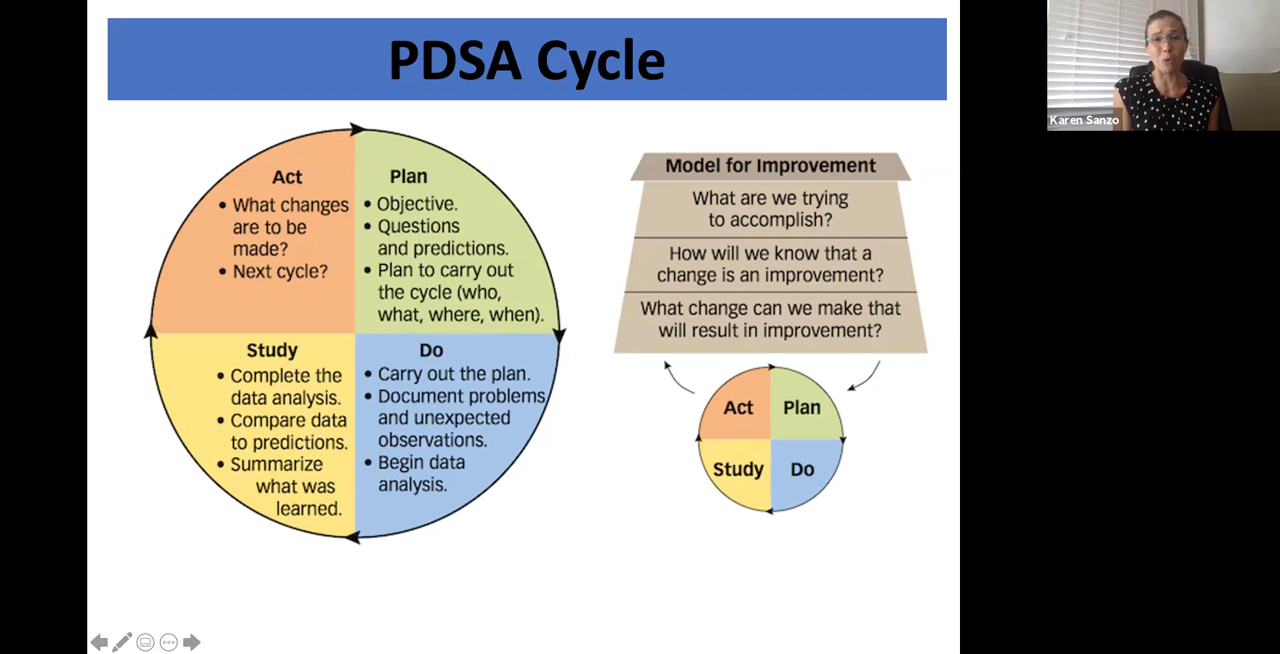 PDSA Cycle
Karen Sanzo
Act
• What changes
are to be
made?
• Next cycle?
Plan
• Objective.
• Questions
and predictions.
• Plan to carry out
the cycle (who,
what, where, when).
Study
• Complete the
data analysis.
• Compare data
to predictions.
• Summarize
what was
learned.
Do
• Carry out the plan.
• Document problems
and unexpected
observations.
• Begin data
analysis.
Model for Improvement
What are we trying
to accomplish?
How will we know that a
change is an improvement?
What change can we make that
will result in improvement?
Act
Plan
Study
Do